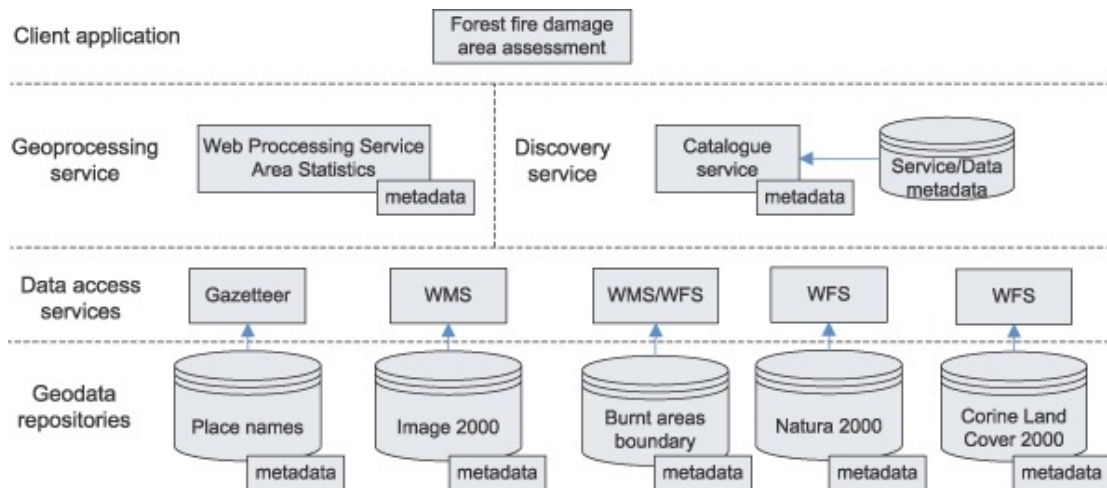 Client application
Forest fire damage
area assessment
Geoprocessing
service
Web Proccessing Service
Area Statistics
metadata
Discovery
service
Catalogue
service
metadata
Service/Data
metadata
Data access
services
Gazetteer
WMS
WMS/WFS
WFS
WFS
Geodata
repositories
Place names
metadata
Image 2000
metadata
Burnt areas
boundary
metadata
Natura 2000
metadata
Corine Land
Cover 2000
metadata